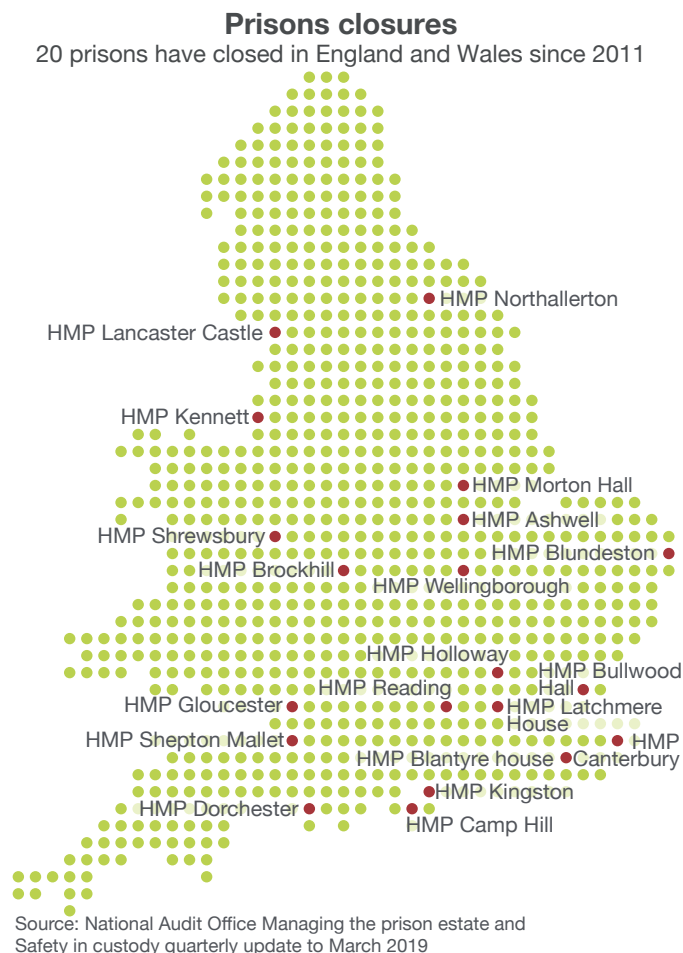 Prisons closures
20 prisons have closed in England and Wales since 2011
HMP Northallerton
HMP Lancaster Castle
HMP Kennett
HMP Morton Hall
HMP Ashwell
HMP Shrewsbury
HMP Blundeston
HMP Brockhill
HMP Wellingborough
HMP Holloway
HMP Bullwood
Hall
HMP Reading
HMP Gloucester
HMP Latchmere
House
HMP Shepton Mallet
HMP
Canterbury
HMP Blantyre house
HMP Kingston
HMP Dorchester
HMP Camp Hill
Source: National Audit Office Managing the prison estate and
Safety in custody quarterly update to March 2019